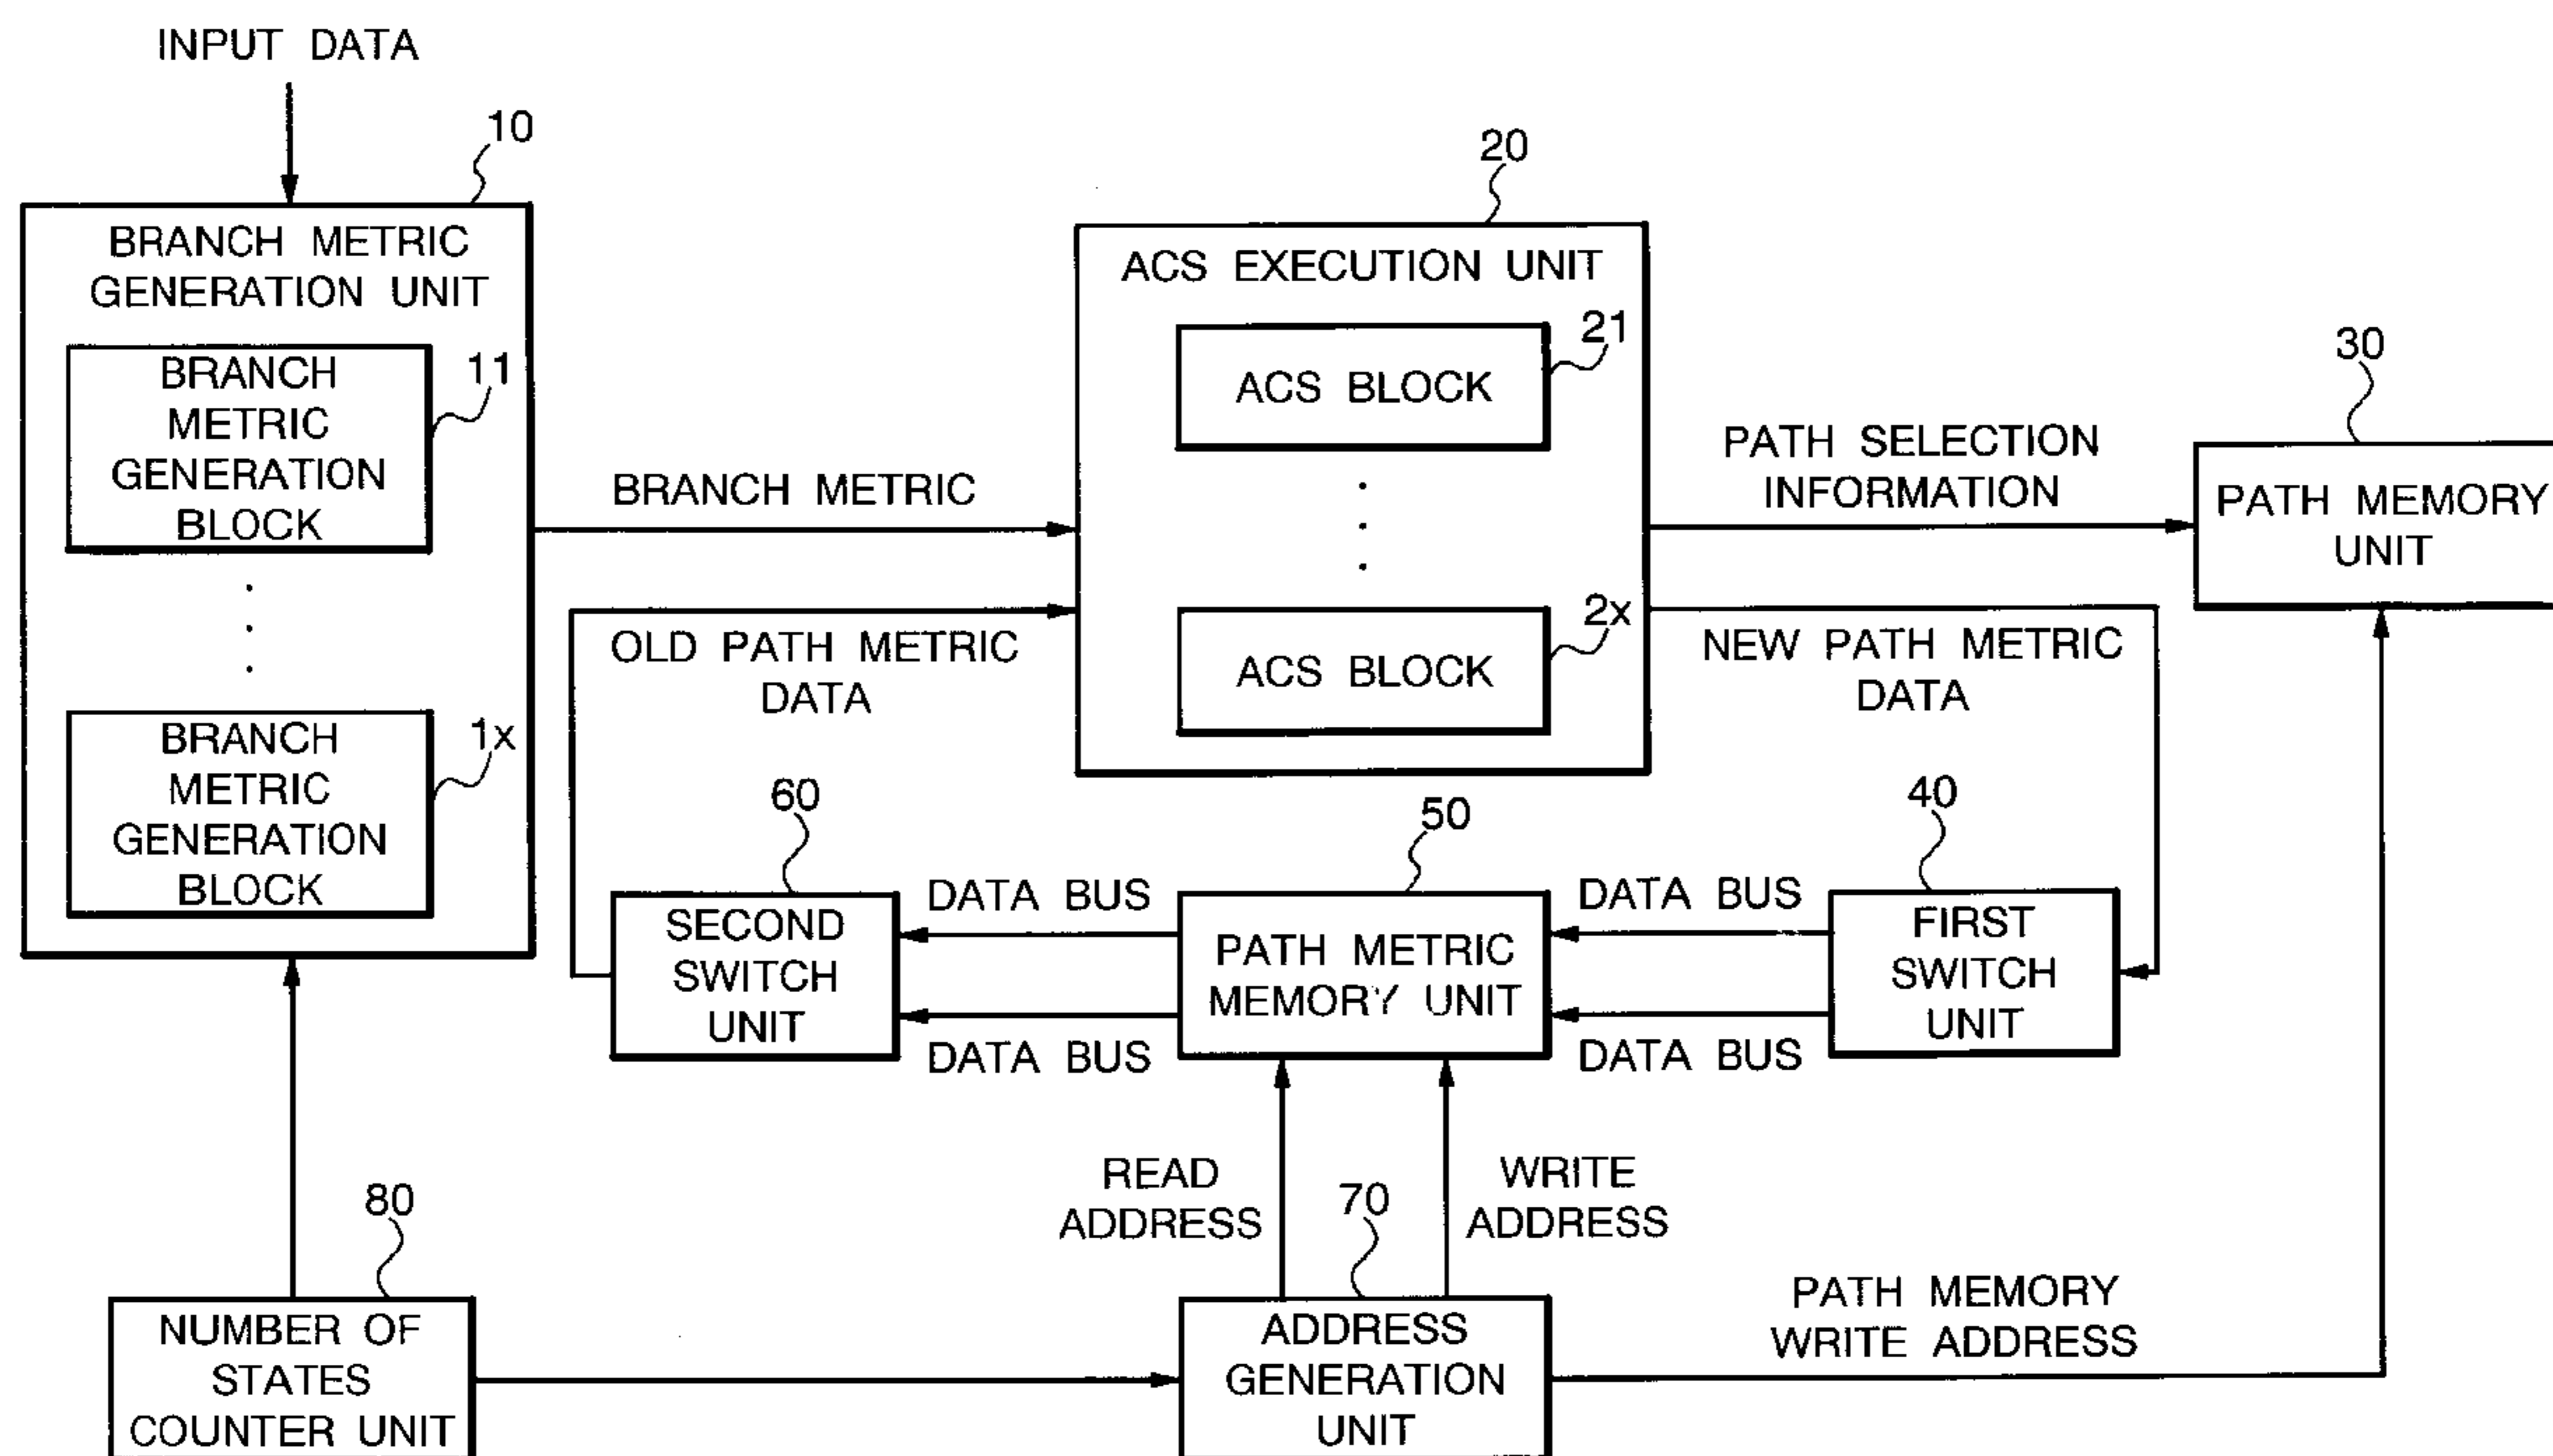 INPUT DATA
10
BRANCH METRIC
GENERATION UNIT
BRANCH
METRIC
GENERATION
BLOCK
11
BRANCH
METRIC
GENERATION
BLOCK
1x
BRANCH METRIC
OLD PATH METRIC
DATA
20
ACS EXECUTION UNIT
ACS BLOCK
21
ACS BLOCK
2x
PATH SELECTION
INFORMATION
30
PATH MEMORY
UNIT
NEW PATH METRIC
DATA
60
SECOND
SWITCH
UNIT
DATA BUS
DATA BUS
50
PATH METRIC
MEMORY UNIT
DATA BUS
DATA BUS
40
FIRST
SWITCH
UNIT
READ
ADDRESS
WRITE
ADDRESS
80
NUMBER OF
STATES
COUNTER UNIT
70
ADDRESS
GENERATION
UNIT
PATH MEMORY
WRITE ADDRESS